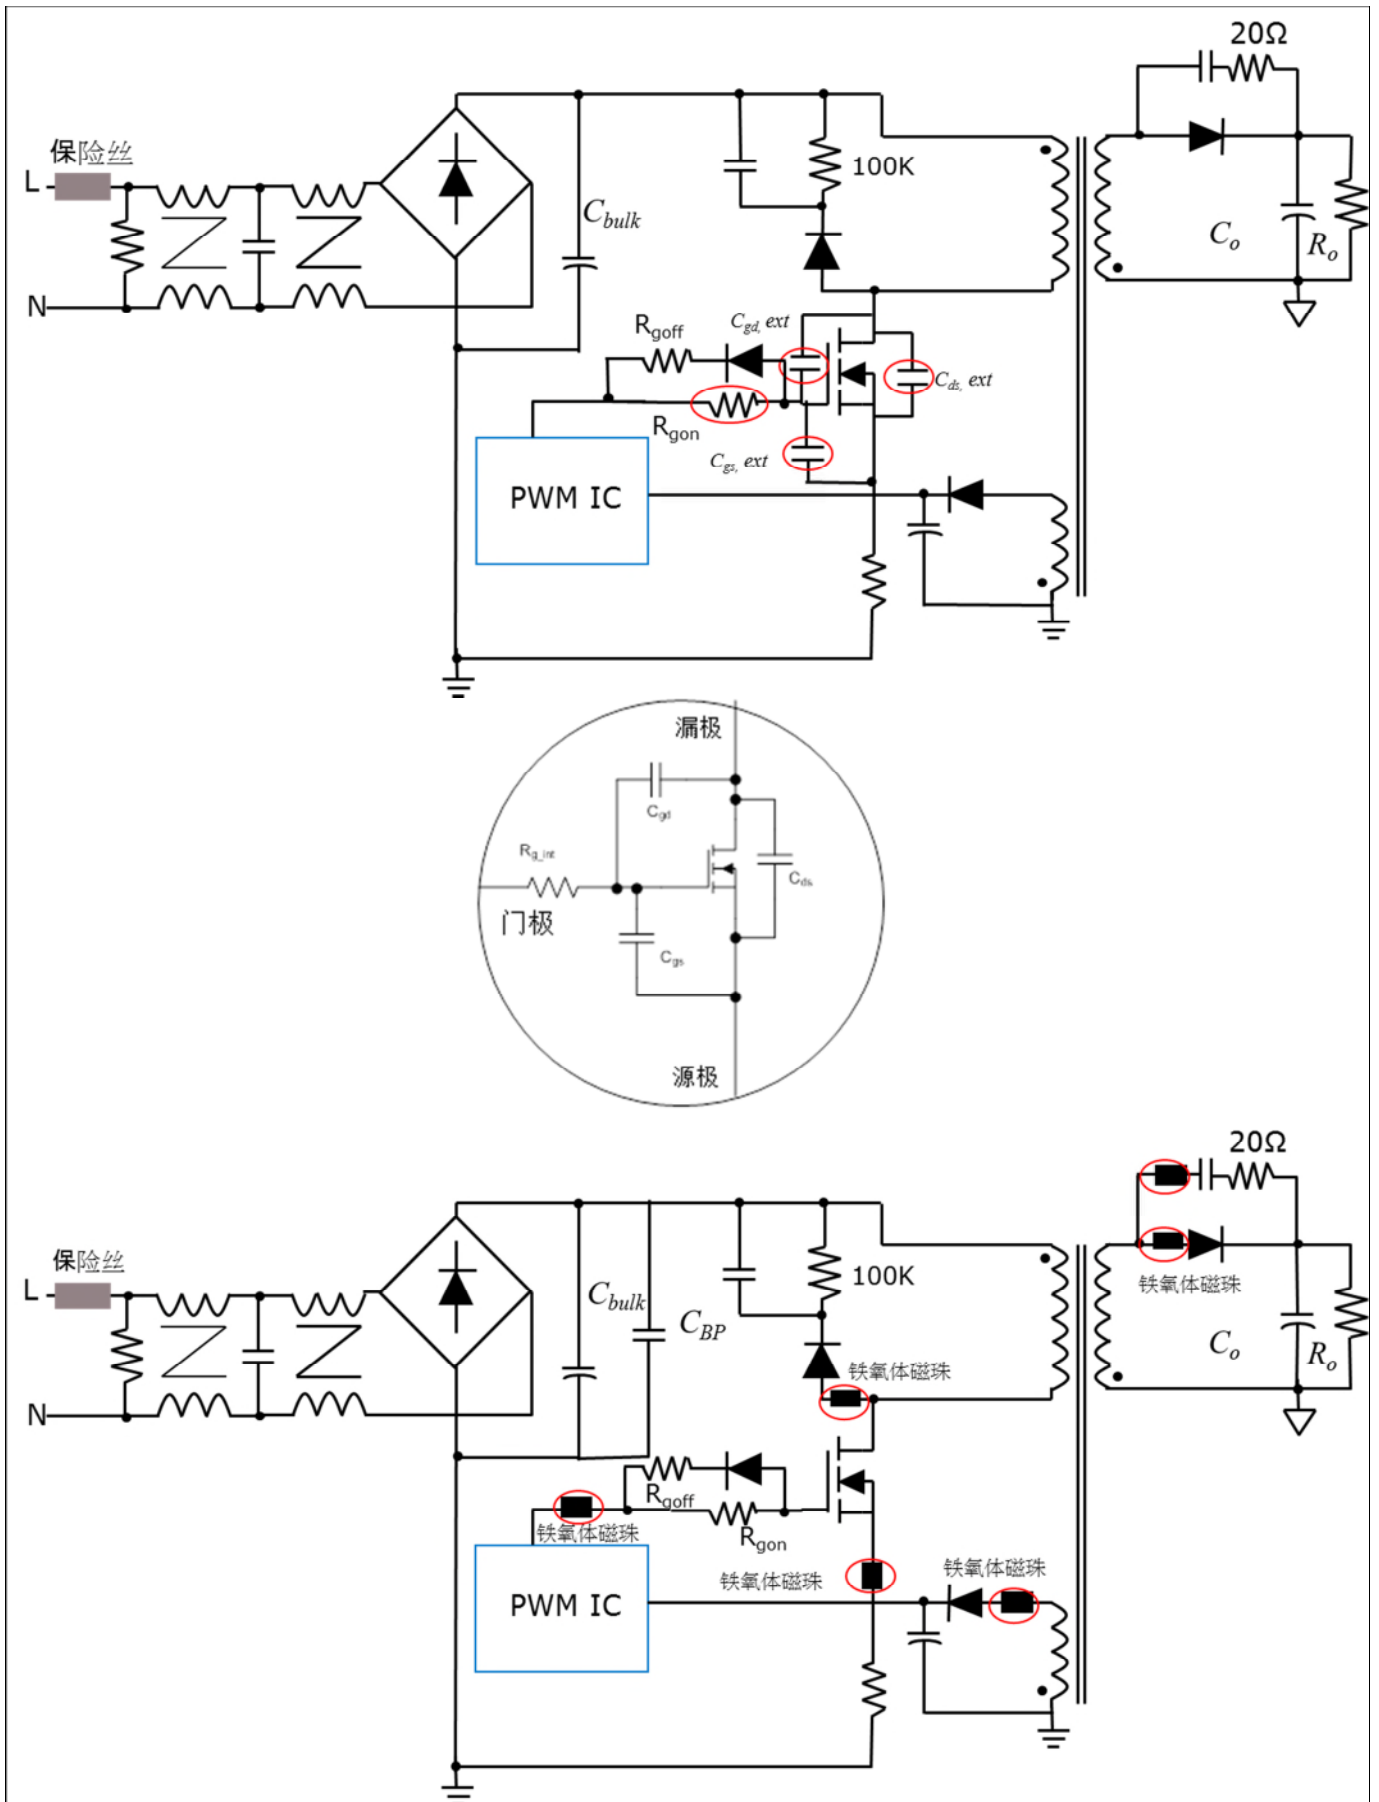 20Ω
保险丝
L
100K
C_bulk
C_o
R_o
N
R_goff
C_gd, ext
C_ds, ext
R_gon
C_gs, ext
PWM IC
漏极
C_gd
R_g_int
C_ds
门极
C_gs
源极
20Ω
保险丝
L
100K
铁氧体磁珠
C_bulk
C_BP
C_o
R_o
铁氧体磁珠
N
R_goff
铁氧体磁珠
R_gon
铁氧体磁珠
铁氧体磁珠
PWM IC